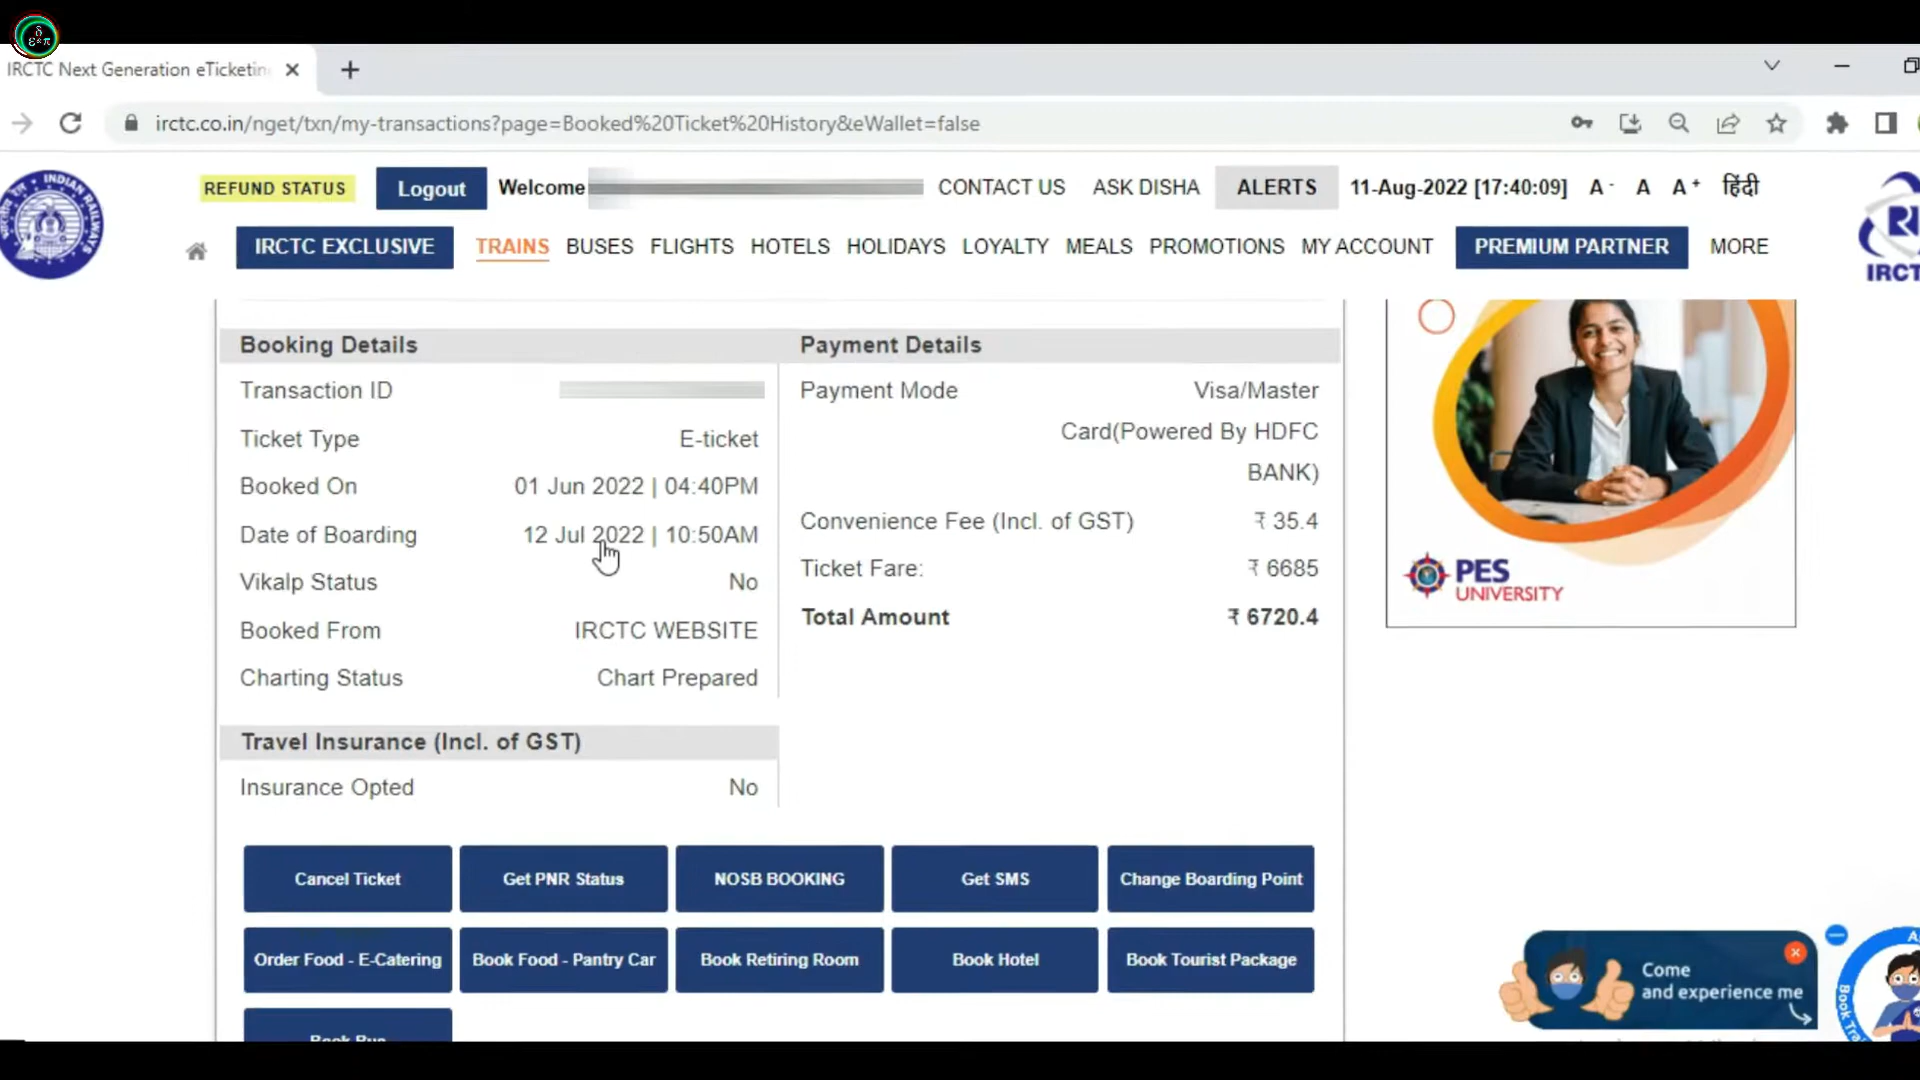 IRCTC Next Generation eTicketin
irctc.co.in/nget/txn/my-transactions?page=Booked%20Ticket%20History&eWallet=false
REFUND STATUS Logout Welcome CONTACT US ASK DISHA ALERTS 11-Aug-2022 [17:40:09] A- A A+ हिंदी
IRCTC EXCLUSIVE TRAINS BUSES FLIGHTS HOTELS HOLIDAYS LOYALTY MEALS PROMOTIONS MY ACCOUNT PREMIUM PARTNER MORE
INDIAN RAILWAYS
IRCT
Booking Details
Transaction ID
Ticket Type E-ticket
Booked On 01 Jun 2022 | 04:40PM
Date of Boarding 12 Jul 2022 | 10:50AM
Vikalp Status No
Booked From IRCTC WEBSITE
Charting Status Chart Prepared
Travel Insurance (Incl. of GST)
Insurance Opted No
Payment Details
Payment Mode Visa/Master
Card(Powered By HDFC
BANK)
Convenience Fee (Incl. of GST) ₹ 35.4
Ticket Fare: ₹ 6685
Total Amount ₹ 6720.4
PES
UNIVERSITY
Cancel Ticket Get PNR Status NOSB BOOKING Get SMS Change Boarding Point
Order Food - E-Catering Book Food - Pantry Car Book Retiring Room Book Hotel Book Tourist Package
Book Bus
Come
and experience me